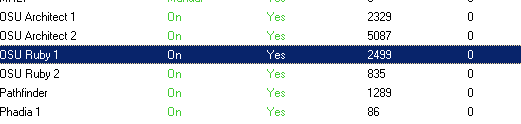 Manual
OSU Architect 1 On Yes 2329 0
OSU Architect 2 On Yes 5087 0
OSU Ruby 1 On Yes 2499 0
OSU Ruby 2 On Yes 835 0
Pathfinder On Yes 1289 0
Phadia 1 On Yes 86 0